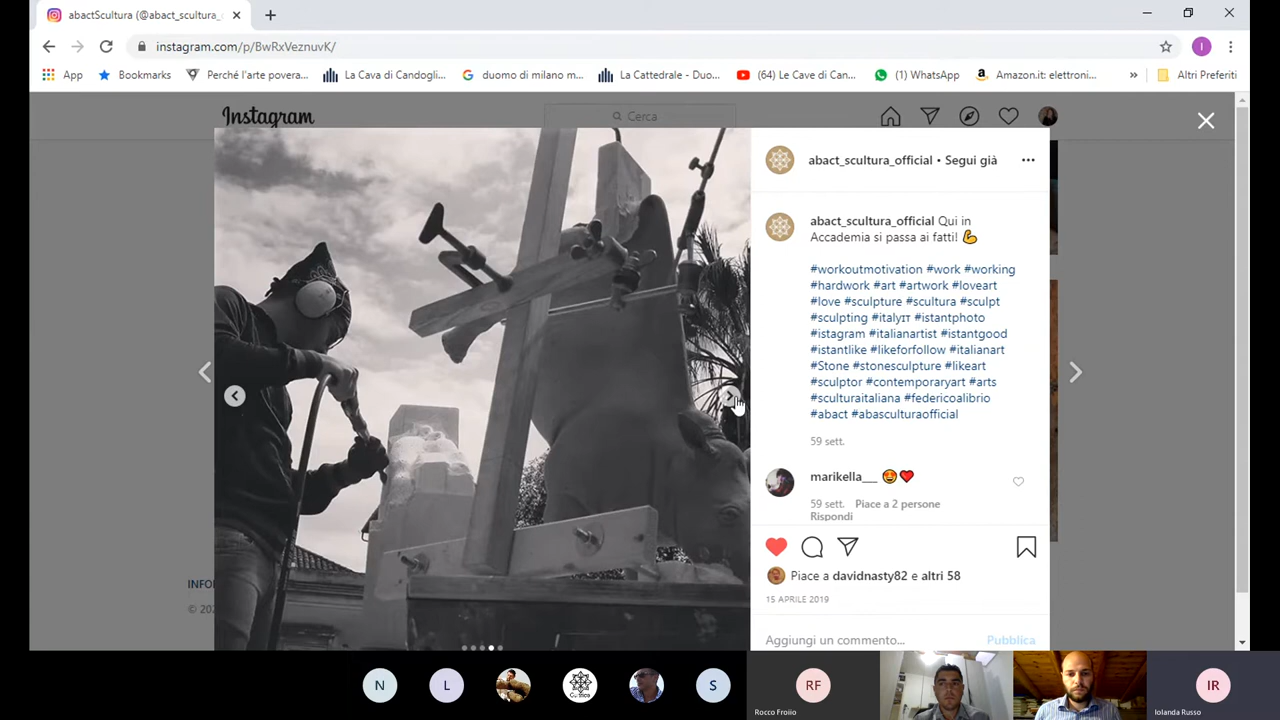 abactScultura (@abact_scultura_
instagram.com/p/BwRxVeznuvK/
I
App
Bookmarks
Perché l'arte povera...
La Cava di Candogli...
duomo di milano m...
La Cattedrale - Duo...
(64) Le Cave di Can...
(1) WhatsApp
Amazon.it: elettroni...
»
Altri Preferiti
Instagram
Cerca
abact_scultura_official • Segui già
abact_scultura_official Qui in
Accademia si passa ai fatti! 💪
#workoutmotivation #work #working
#hardwork #art #artwork #loveart
#love #sculpture #scultura #sculpt
#sculpting #italyɪᴛ #istantphoto
#istagram #italianartist #istantgood
#istantlike #likeforfollow #italianart
#Stone #stonesculpture #likeart
#sculptor #contemporaryart #arts
#sculturaitaliana #federicoalibrio
#abact #abasculturaofficial
59 sett.
marikella___ 🤩❤️
59 sett. Piace a 2 persone
Rispondi
Piace a davidnasty82 e altri 58
15 APRILE 2019
Aggiungi un commento...
Pubblica
INFO
© 20
N
L
S
RF
Rocco Froiio
IR
Iolanda Russo